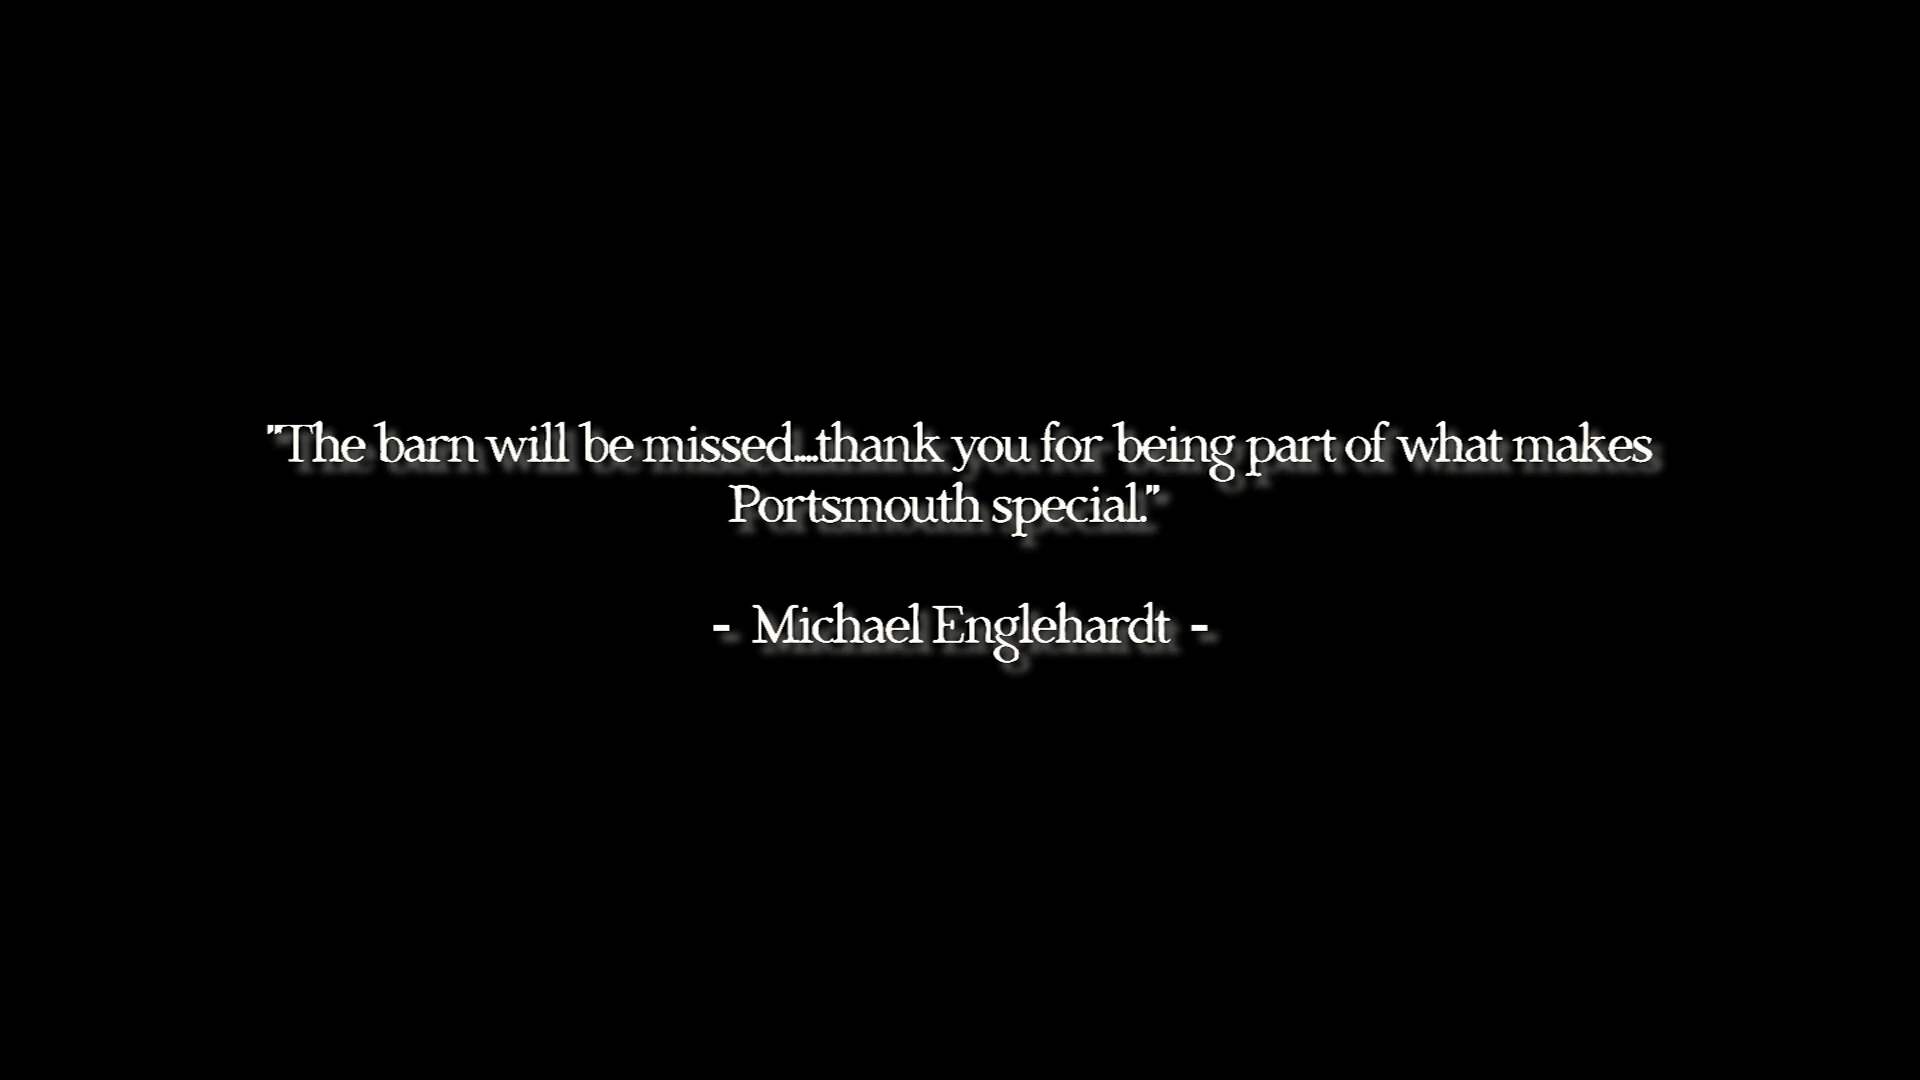 "The barn will be missed....thank you for being part of what makes
Portsmouth special."
- Michael Englehardt -